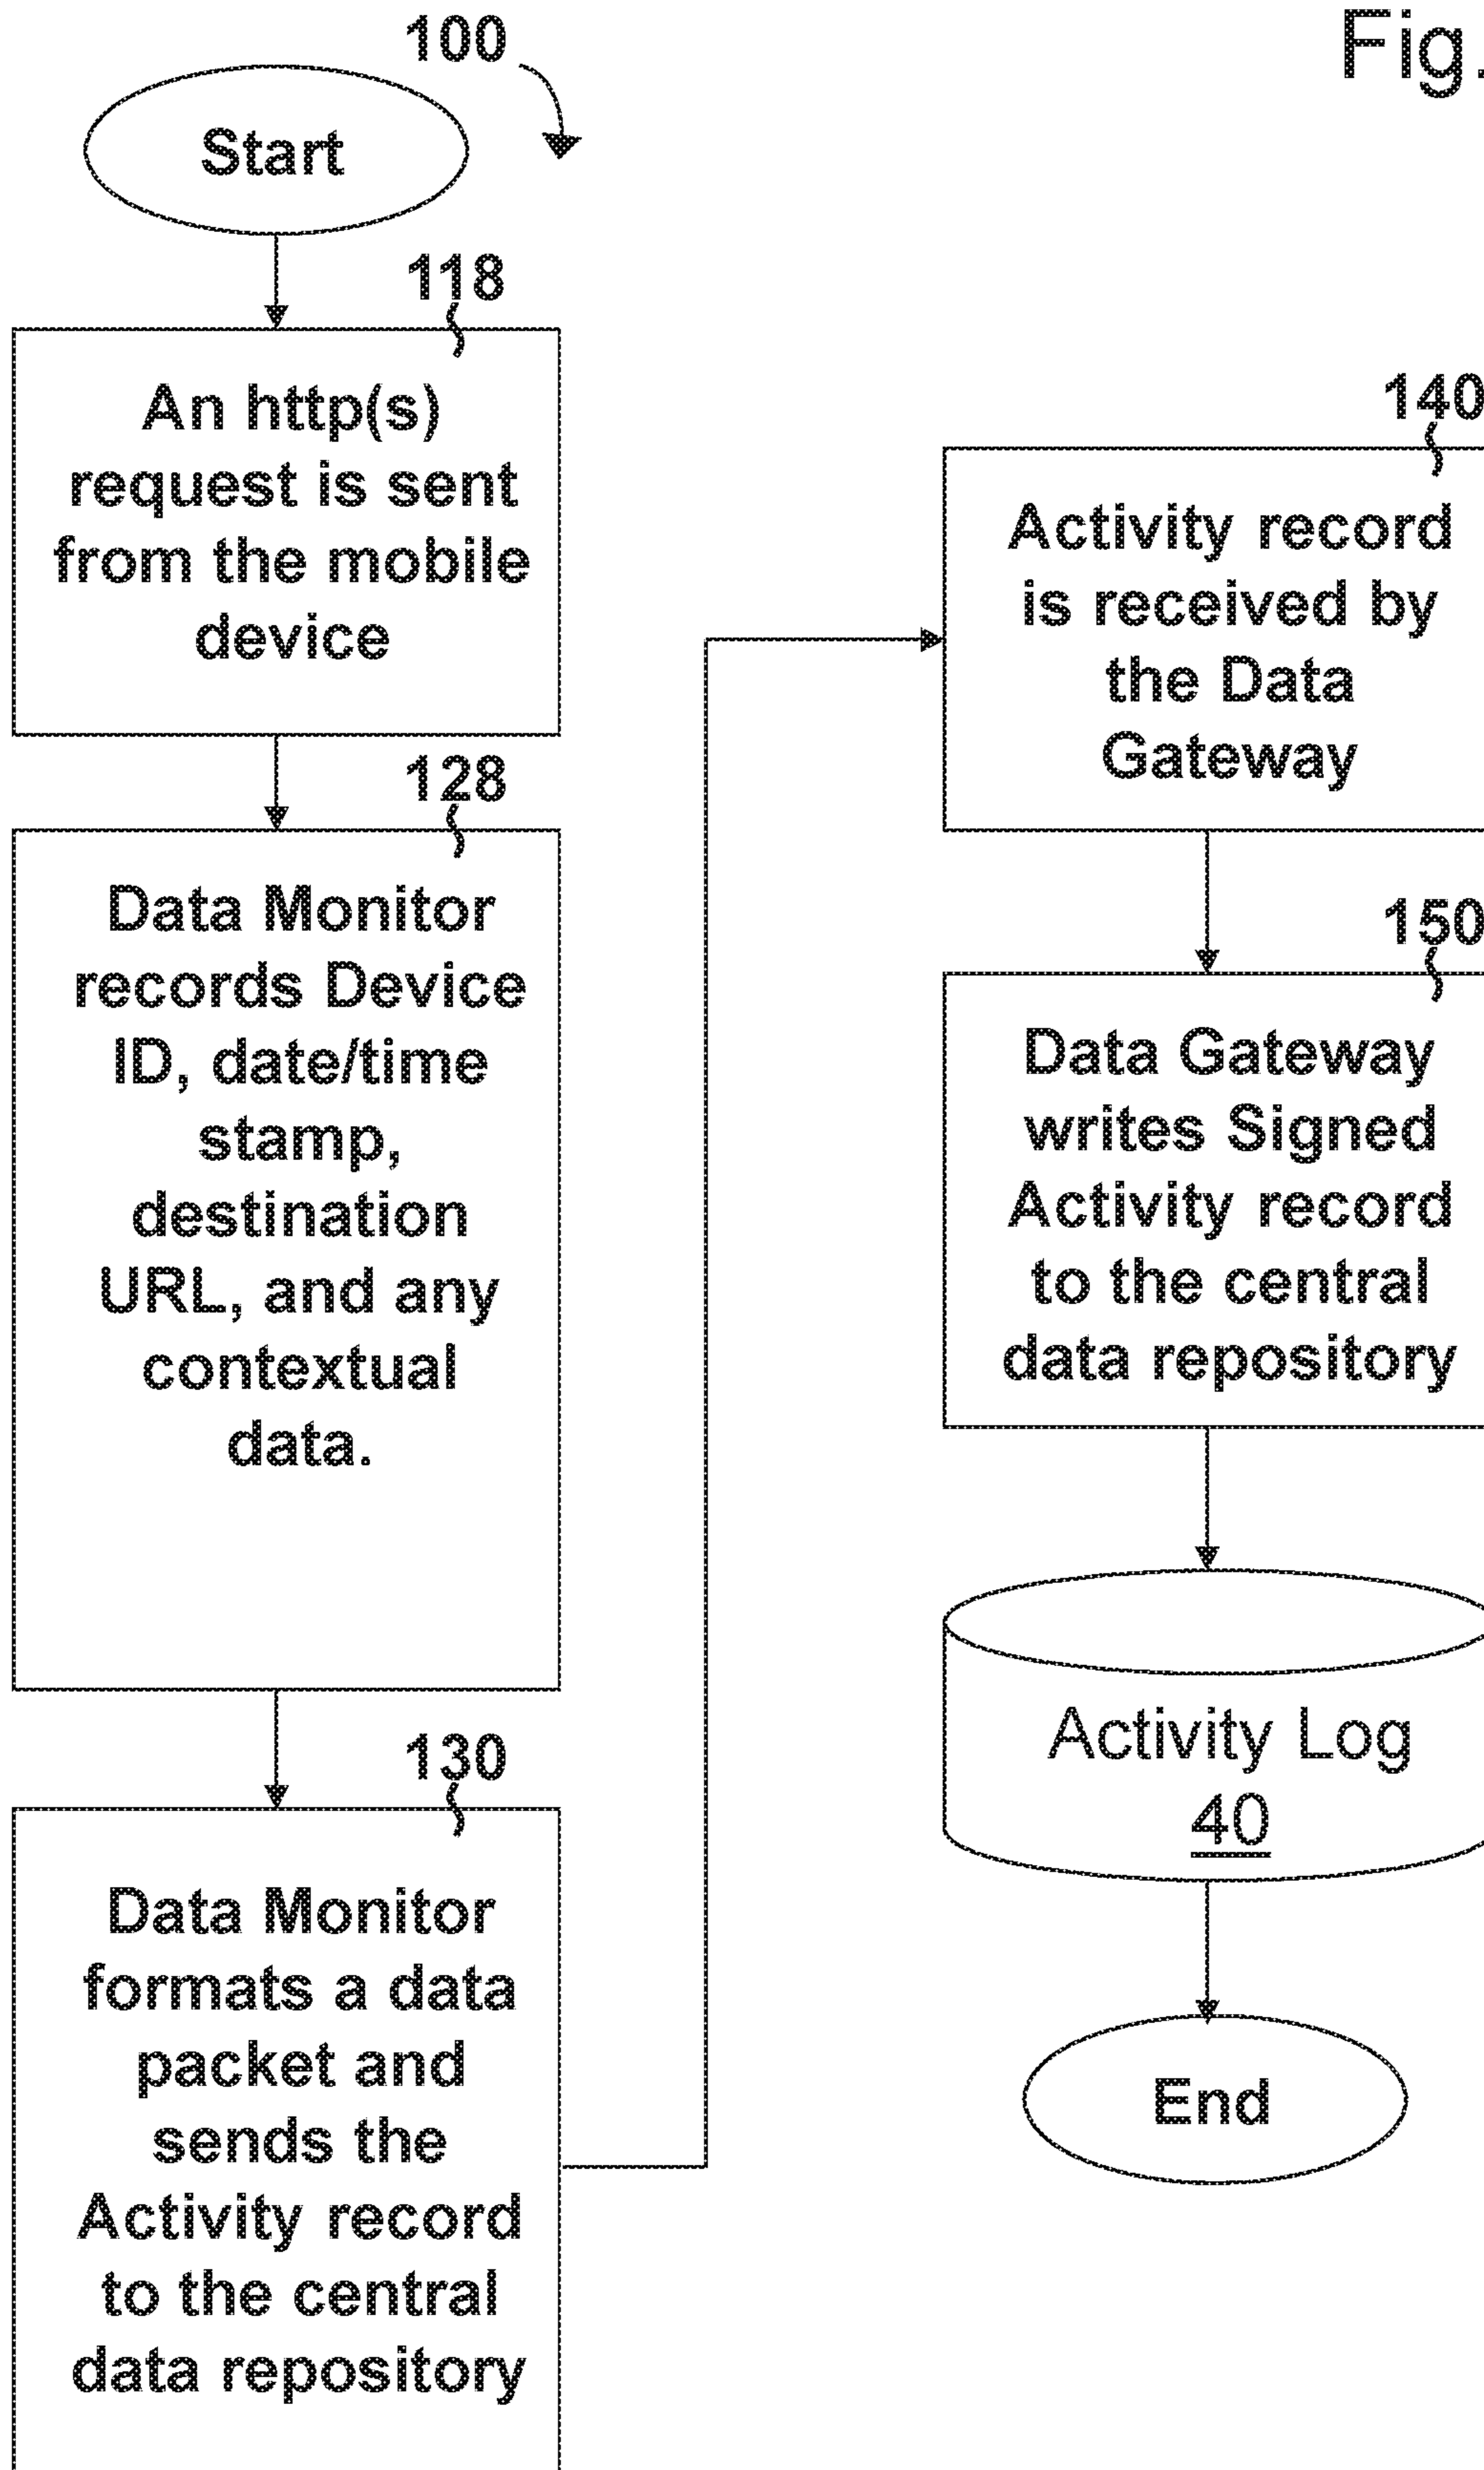 100
Fig.
Start
118
An http(s)
request is sent
from the mobile
device
128
Data Monitor
records Device
ID, date/time
stamp,
destination
URL, and any
contextual
data.
130
Data Monitor
formats a data
packet and
sends the
Activity record
to the central
data repository
140
Activity record
is received by
the Data
Gateway
150
Data Gateway
writes Signed
Activity record
to the central
data repository
Activity Log
40
End